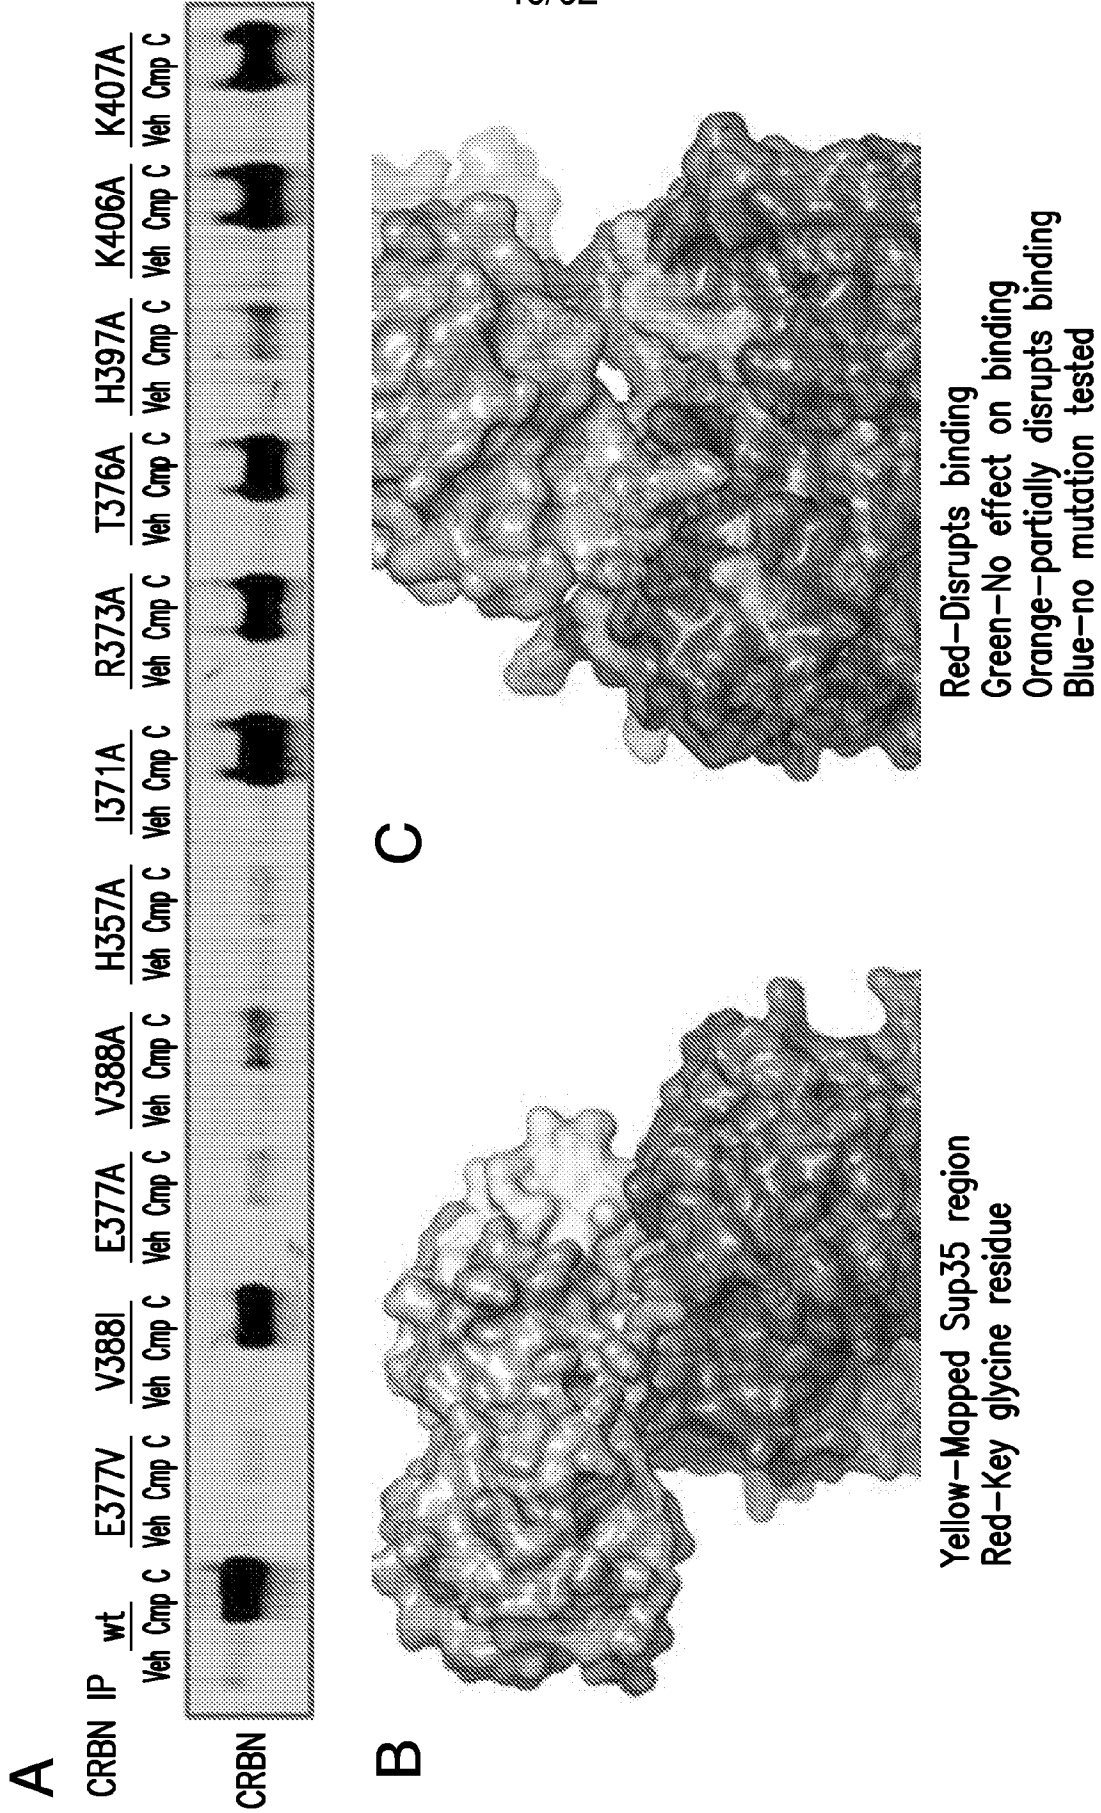 A
CRBN IP wt E377V V388I E377A V388A H357A I371A R373A T376A H397A K406A K407A
Veh Cmp C Veh Cmp C Veh Cmp C Veh Cmp C Veh Cmp C Veh Cmp C Veh Cmp C Veh Cmp C Veh Cmp C Veh Cmp C Veh Cmp C Veh Cmp C
CRBN
B
Yellow-Mapped Sup35 region
Red-Key glycine residue
C
Red-Disrupts binding
Green-No effect on binding
Orange-partially disrupts binding
Blue-no mutation tested